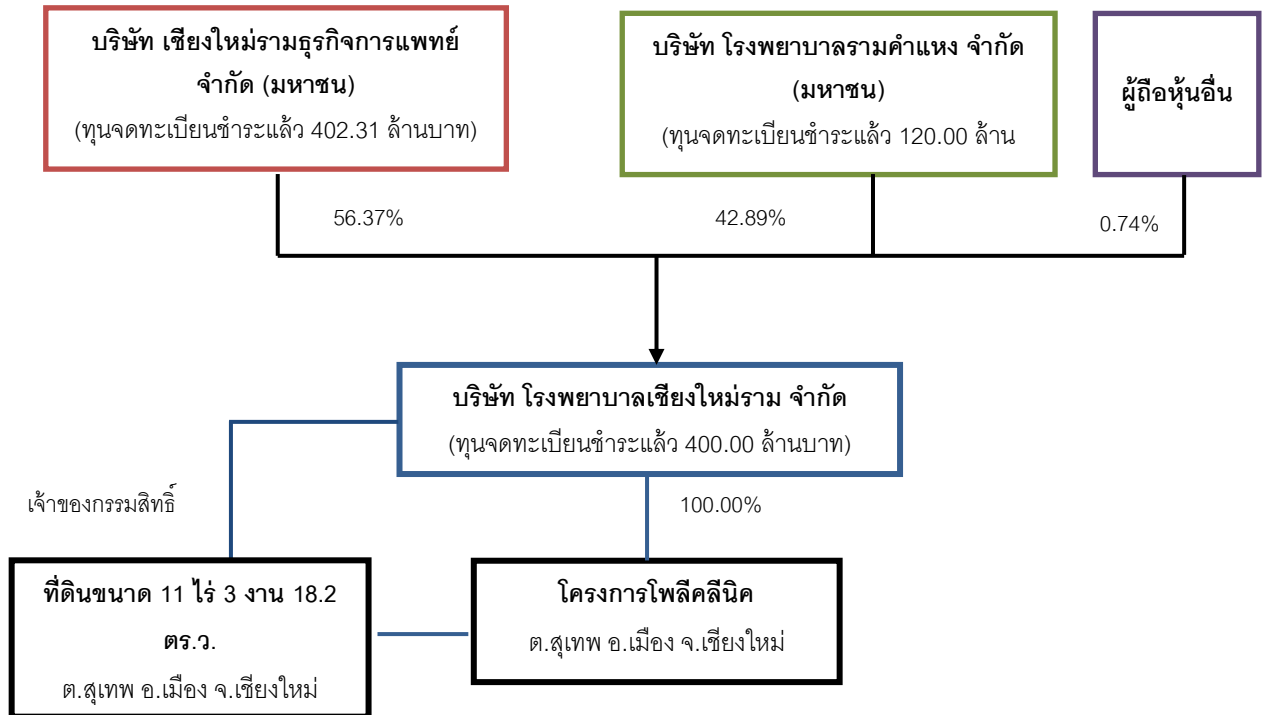 บริษัท เชียงใหม่รามธุรกิจการแพทย์
จำกัด (มหาชน)
(ทุนจดทะเบียนชำระแล้ว 402.31 ล้านบาท)
บริษัท โรงพยาบาลรามคำแหง จำกัด
(มหาชน)
(ทุนจดทะเบียนชำระแล้ว 120.00 ล้าน
ผู้ถือหุ้นอื่น
56.37%
42.89%
0.74%
บริษัท โรงพยาบาลเชียงใหม่ราม จำกัด
(ทุนจดทะเบียนชำระแล้ว 400.00 ล้านบาท)
เจ้าของกรรมสิทธิ์
100.00%
ที่ดินขนาด 11 ไร่ 3 งาน 18.2
ตร.ว.
ต.สุเทพ อ.เมือง จ.เชียงใหม่
โครงการโพลีคลีนิค
ต.สุเทพ อ.เมือง จ.เชียงใหม่